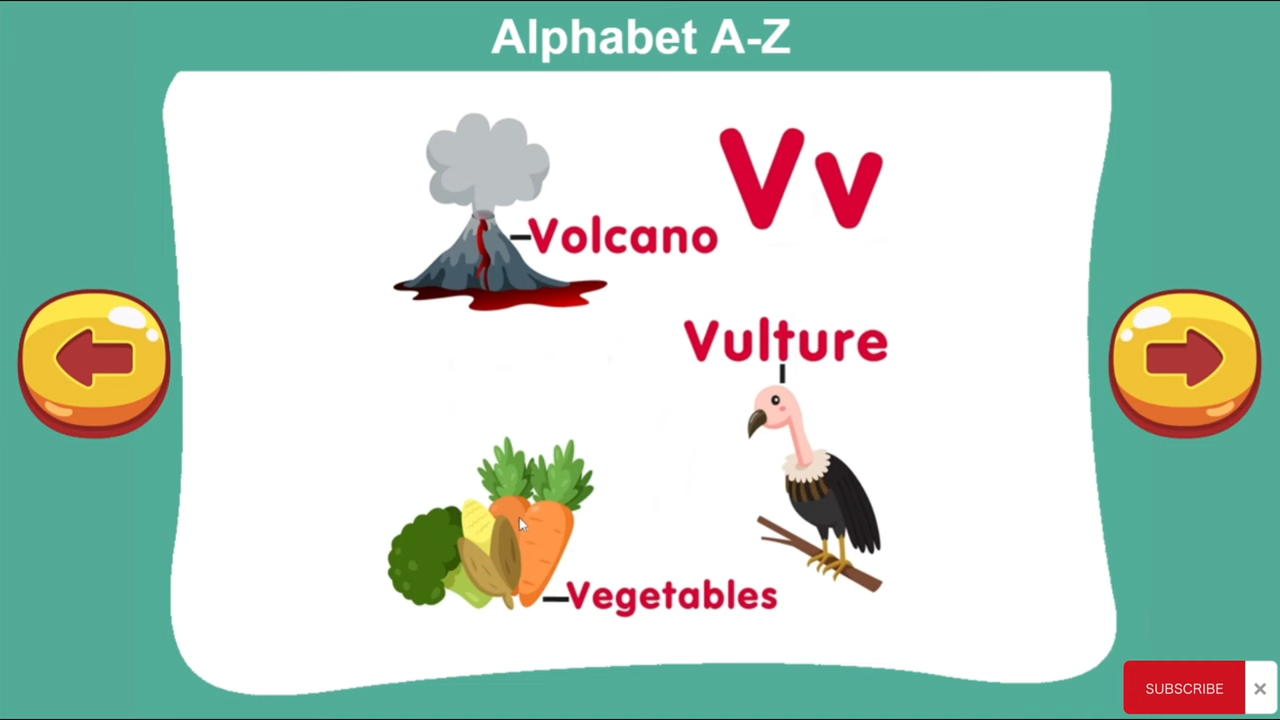 Alphabet A-Z
Vv
Volcano
Vulture
Vegetables
SUBSCRIBE